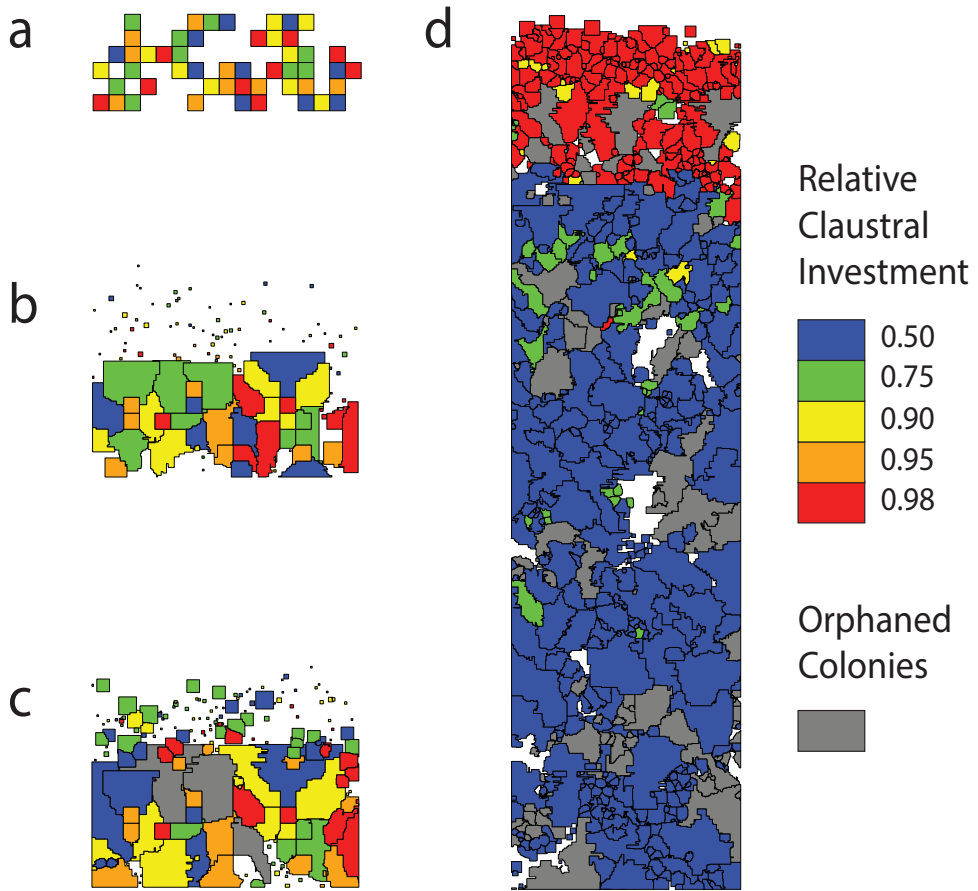 a
b
c
d
Relative
Claustral
Investment
0.50
0.75
0.90
0.95
0.98
Orphaned
Colonies